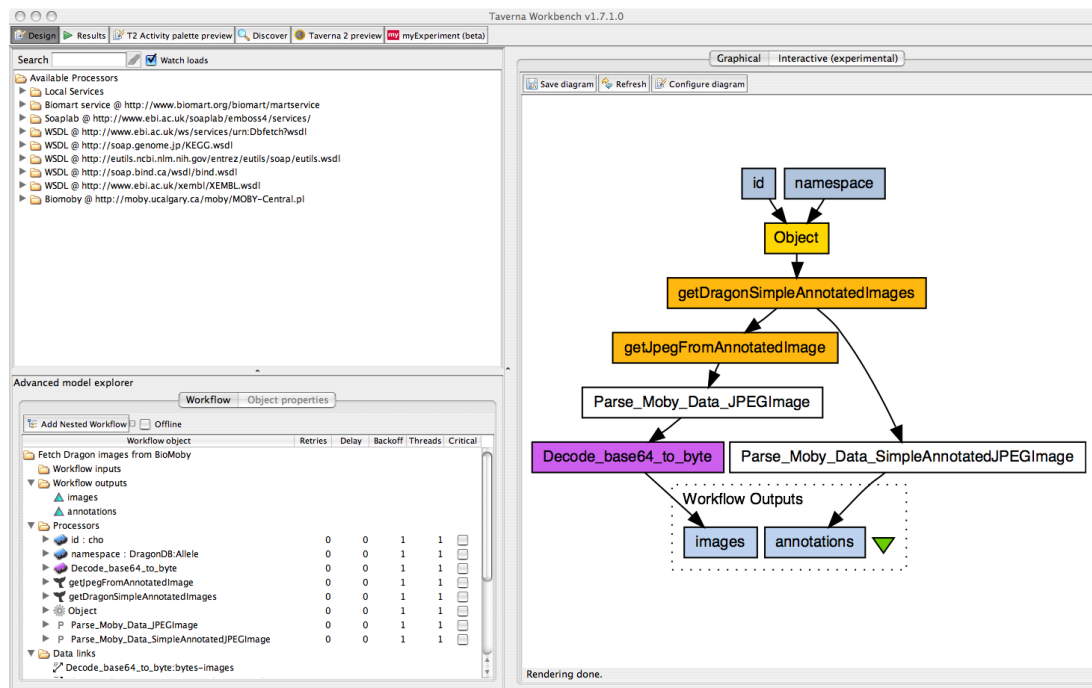 Taverna Workbench v1.7.1.0
Design Results T2 Activity palette preview Discover Taverna 2 preview my myExperiment (beta)
Search Watch loads
Available Processors
Local Services
Biomart service @ http://www.biomart.org/biomart/martservice
Soaplab @ http://www.ebi.ac.uk/soaplab/emboss4/services/
WSDL @ http://www.ebi.ac.uk/ws/services/urn:Dbfetch?wsdl
WSDL @ http://soap.genome.jp/KEGG.wsdl
WSDL @ http://eutils.ncbi.nlm.nih.gov/entrez/eutils/soap/eutils.wsdl
WSDL @ http://soap.bind.ca/wsdl/bind.wsdl
WSDL @ http://www.ebi.ac.uk/xembl/XEMBL.wsdl
Biomoby @ http://moby.ucalgary.ca/moby/MOBY-Central.pl
Advanced model explorer
Workflow Object properties
Add Nested Workflow Offline
Workflow object Retries Delay Backoff Threads Critical
Fetch Dragon images from BioMoby
Workflow inputs
Workflow outputs
images
annotations
Processors
id : cho 0 0 1 1
namespace : DragonDB:Allele 0 0 1 1
Decode_base64_to_byte 0 0 1 1
getJpegFromAnnotatedImage 0 0 1 1
getDragonSimpleAnnotatedImages 0 0 1 1
Object 0 0 1 1
P Parse_Moby_Data_JPEGImage 0 0 1 1
P Parse_Moby_Data_SimpleAnnotatedJPEGImage 0 0 1 1
Data links
Decode_base64_to_byte:bytes-images
Graphical Interactive (experimental)
Save diagram Refresh Configure diagram
id namespace
Object
getDragonSimpleAnnotatedImages
getJpegFromAnnotatedImage
Parse_Moby_Data_JPEGImage
Decode_base64_to_byte Parse_Moby_Data_SimpleAnnotatedJPEGImage
Workflow Outputs
images annotations
Rendering done.